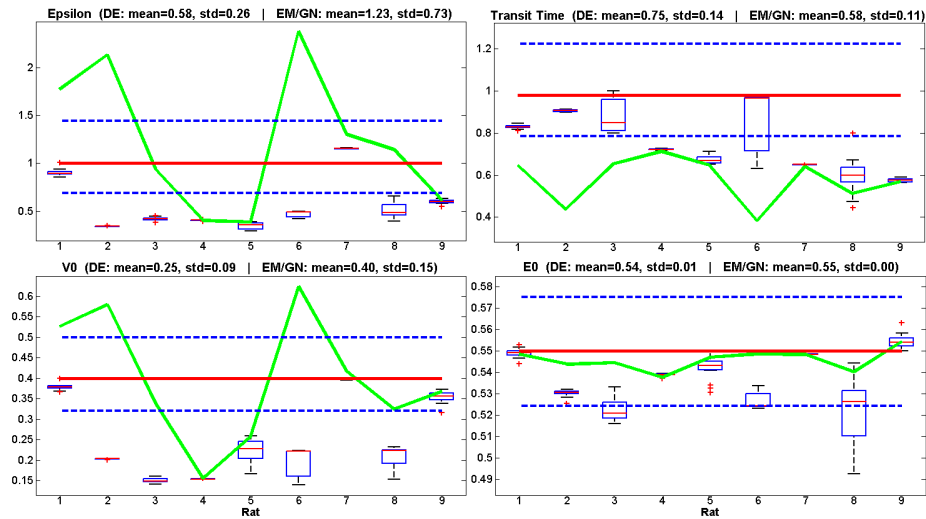 Epsilon (DE: mean=0.58, std=0.26 | EM/GN: mean=1.23, std=0.73)
2
1.5
1
0.5
1 2 3 4 5 6 7 8 9
Transit Time (DE: mean=0.75, std=0.14 | EM/GN: mean=0.58, std=0.11)
1.2
1
0.8
0.6
0.4
1 2 3 4 5 6 7 8 9
V0 (DE: mean=0.25, std=0.09 | EM/GN: mean=0.40, std=0.15)
0.6
0.55
0.5
0.45
0.4
0.35
0.3
0.25
0.2
0.15
1 2 3 4 5 6 7 8 9
Rat
E0 (DE: mean=0.54, std=0.01 | EM/GN: mean=0.55, std=0.00)
0.58
0.57
0.56
0.55
0.54
0.53
0.52
0.51
0.5
0.49
1 2 3 4 5 6 7 8 9
Rat